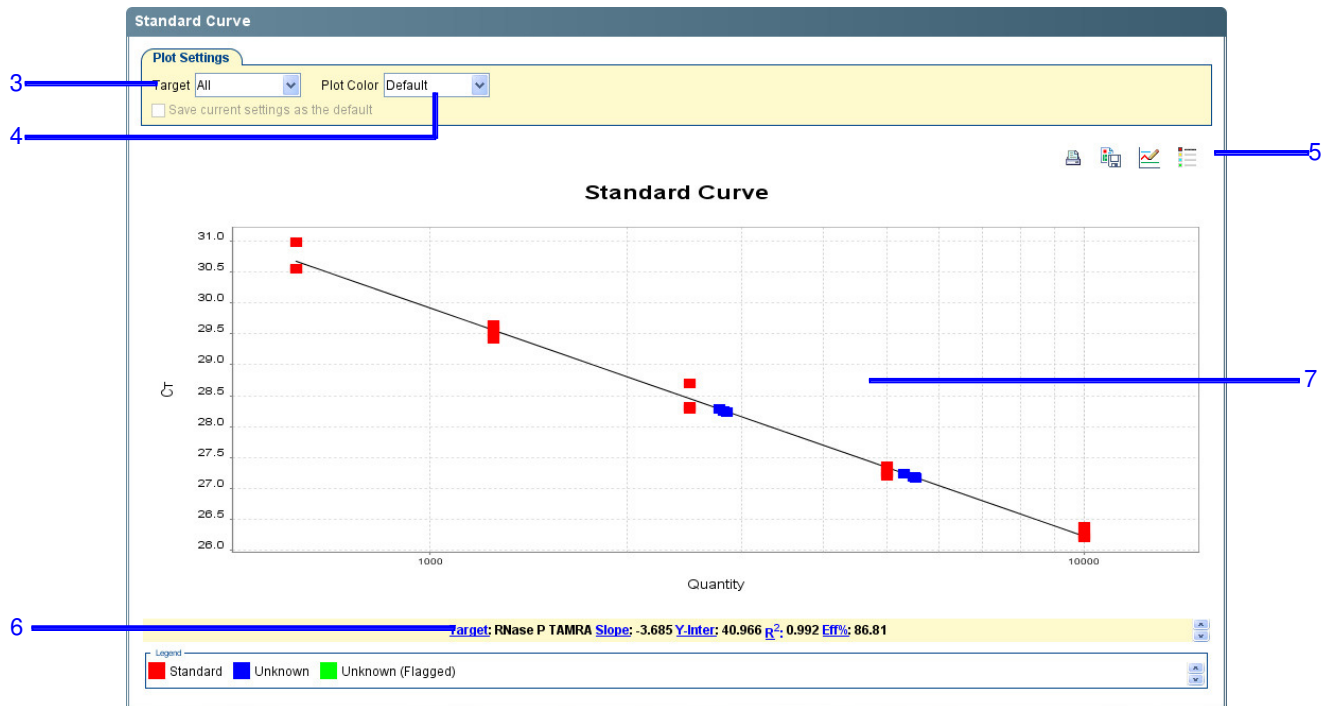 Standard Curve
Plot Settings
3
Target All Plot Color Default
Save current settings as the default
4
5
Standard Curve
31.0
30.5
30.0
29.5
29.0
28.5
28.0
27.5
27.0
26.5
26.0
CT
7
1000 10000
Quantity
6
Target: RNase P TAMRA Slope: -3.685 Y-Inter: 40.966 R²: 0.992 Eff%: 86.81
Legend
Standard Unknown Unknown (Flagged)